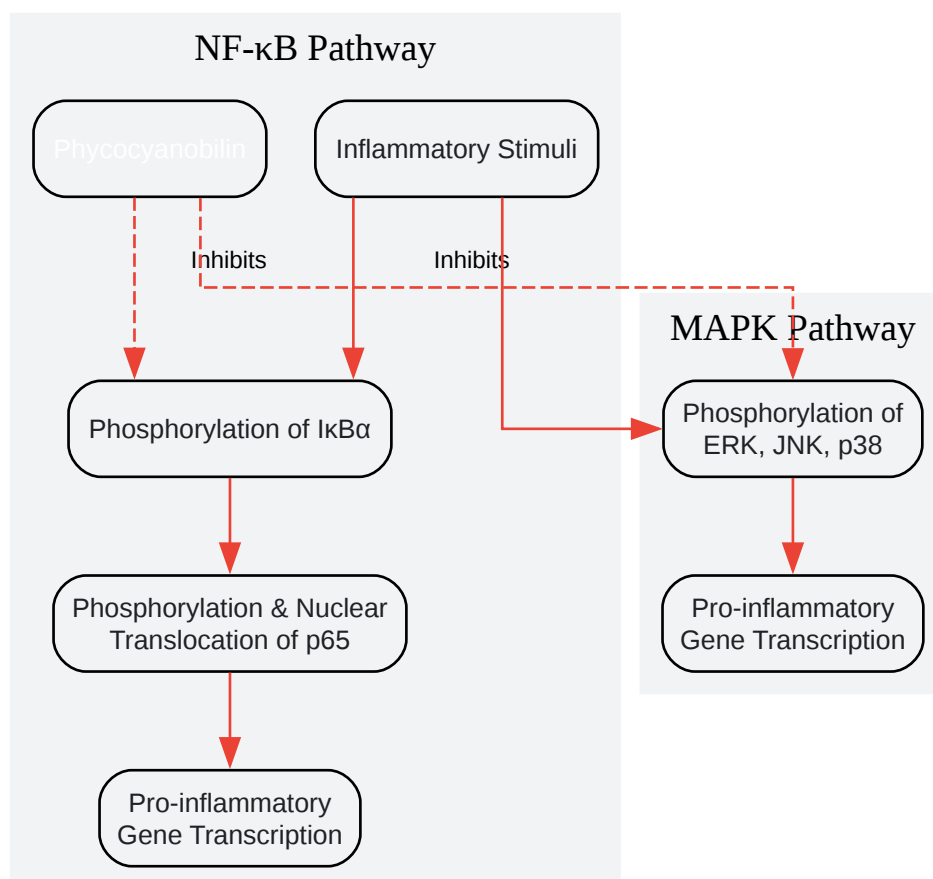 NF-κB Pathway
Phycocyanobilin
Inflammatory Stimuli
Inhibits
Inhibits
MAPK Pathway
Phosphorylation of IκBα
Phosphorylation of
ERK, JNK, p38
Phosphorylation & Nuclear
Translocation of p65
Pro-inflammatory
Gene Transcription
Pro-inflammatory
Gene Transcription